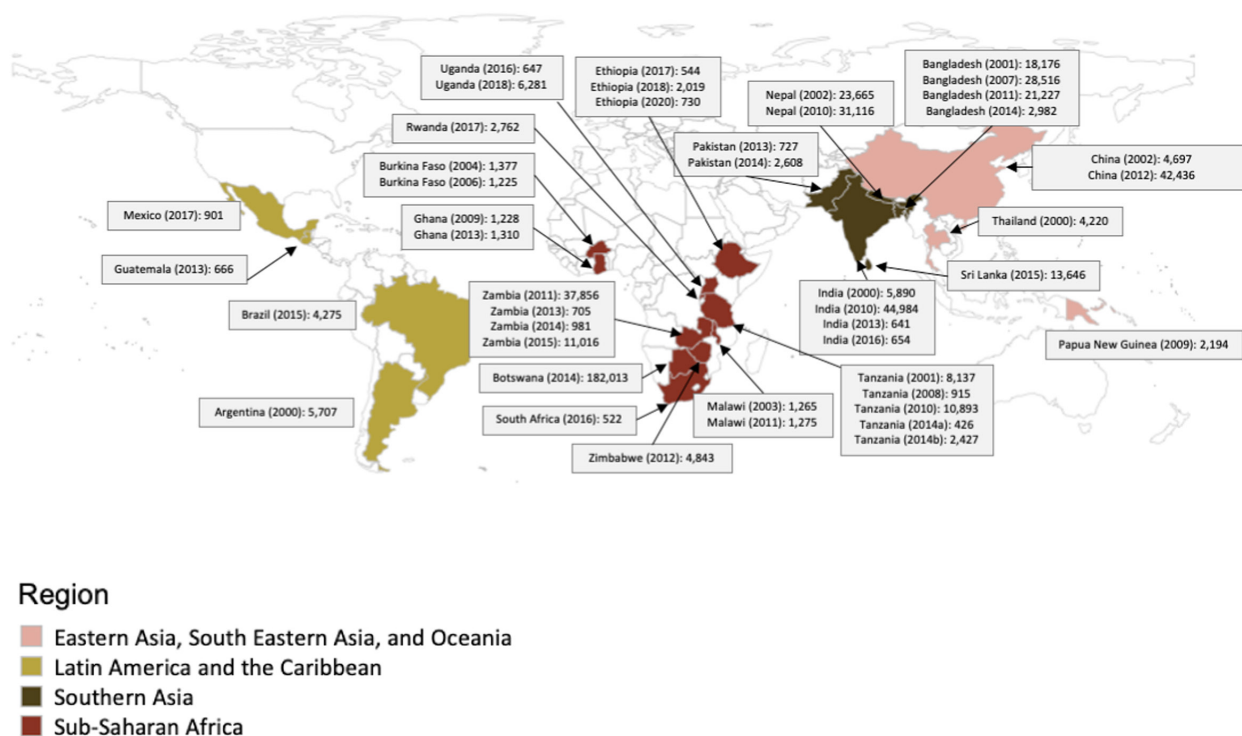 Uganda (2016): 647
Uganda (2018): 6,281
Ethiopia (2017): 544
Ethiopia (2018): 2,019
Ethiopia (2020): 730
Nepal (2002): 23,665
Nepal (2010): 31,116
Bangladesh (2001): 18,176
Bangladesh (2007): 28,516
Bangladesh (2011): 21,227
Bangladesh (2014): 2,982
Rwanda (2017): 2,762
Pakistan (2013): 727
Pakistan (2014): 2,608
Burkina Faso (2004): 1,377
Burkina Faso (2006): 1,225
China (2002): 4,697
China (2012): 42,436
Mexico (2017): 901
Ghana (2009): 1,228
Ghana (2013): 1,310
Thailand (2000): 4,220
Guatemala (2013): 666
Sri Lanka (2015): 13,646
Brazil (2015): 4,275
Zambia (2011): 37,856
Zambia (2013): 705
Zambia (2014): 981
Zambia (2015): 11,016
India (2000): 5,890
India (2010): 44,984
India (2013): 641
India (2016): 654
Papua New Guinea (2009): 2,194
Botswana (2014): 182,013
Argentina (2000): 5,707
South Africa (2016): 522
Malawi (2003): 1,265
Malawi (2011): 1,275
Tanzania (2001): 8,137
Tanzania (2008): 915
Tanzania (2010): 10,893
Tanzania (2014a): 426
Tanzania (2014b): 2,427
Zimbabwe (2012): 4,843
Region
Eastern Asia, South Eastern Asia, and Oceania
Latin America and the Caribbean
Southern Asia
Sub-Saharan Africa